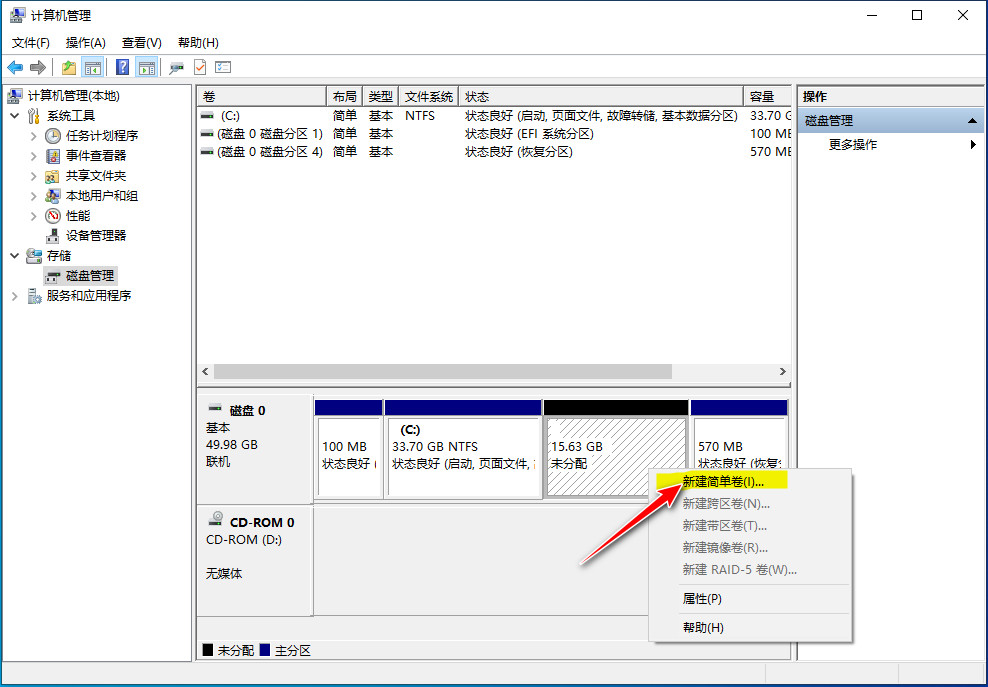 计算机管理
文件(F) 操作(A) 查看(V) 帮助(H)
计算机管理(本地)
系统工具
任务计划程序
事件查看器
共享文件夹
本地用户和组
性能
设备管理器
存储
磁盘管理
服务和应用程序
卷 布局 类型 文件系统 状态 容量
(C:) 简单 基本 NTFS 状态良好 (启动, 页面文件, 故障转储, 基本数据分区) 33.70 G
(磁盘 0 磁盘分区 1) 简单 基本 状态良好 (EFI 系统分区) 100 ME
(磁盘 0 磁盘分区 4) 简单 基本 状态良好 (恢复分区) 570 ME
操作
磁盘管理
更多操作
磁盘 0
基本
49.98 GB
联机
100 MB
状态良好 (
(C:)
33.70 GB NTFS
状态良好 (启动, 页面文件,
15.63 GB
未分配
570 MB
状态良好 (恢复
新建简单卷(I)...
新建跨区卷(N)...
新建带区卷(T)...
新建镜像卷(R)...
新建 RAID-5 卷(W)...
属性(P)
帮助(H)
CD-ROM 0
CD-ROM (D:)
无媒体
未分配 主分区